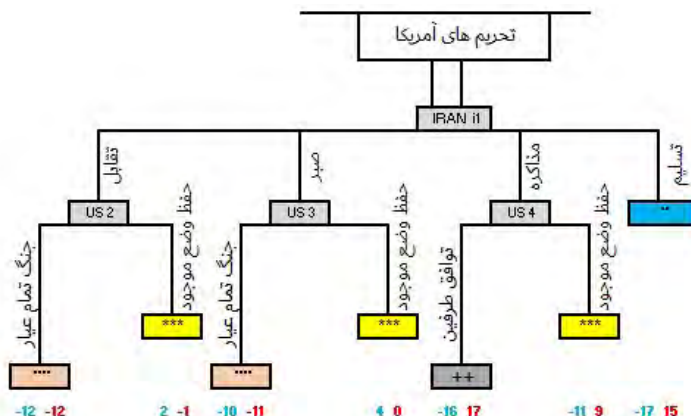 تحریم های آمریکا
IRAN i1
تقابل
صبر
مذاکره
تسلیم
US 2
US 3
US 4
··
جنگ تمام عیار
حفظ وضع موجود
جنگ تمام عیار
حفظ وضع موجود
توافق طرفین
حفظ وضع موجود
***
***
***
····
····
++
-12 -12
2 -1
-10 -11
4 0
-16 17
-11 9
-17 15